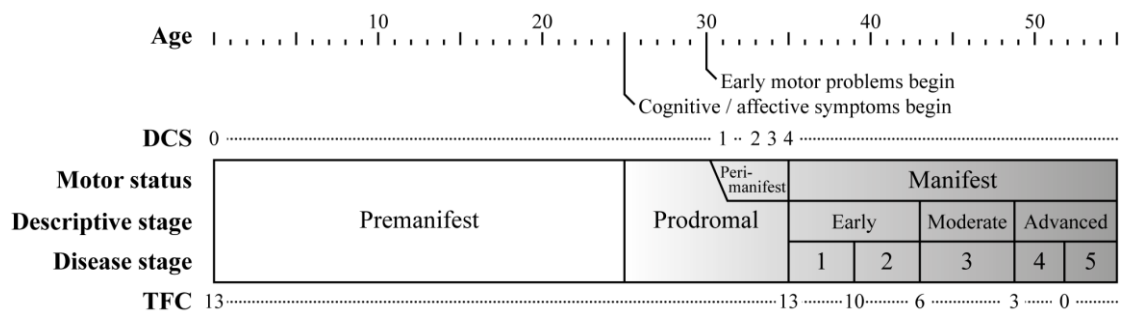 Age 10 20 30 40 50
Early motor problems begin
Cognitive / affective symptoms begin
DCS 0 1 2 3 4
Motor status Peri-manifest Manifest
Descriptive stage Premanifest Prodromal Early Moderate Advanced
Disease stage 1 2 3 4 5
TFC 13 13 10 6 3 0